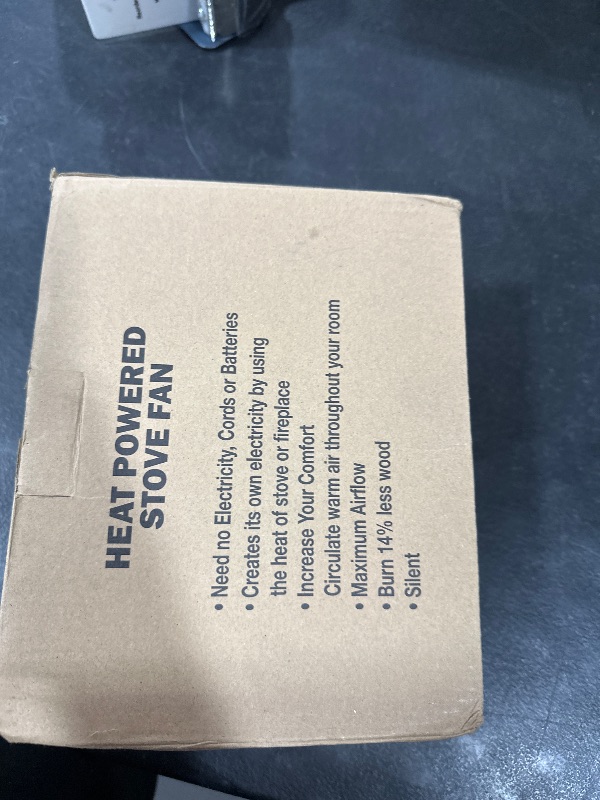 HEAT POWERED
STOVE FAN
• Need no Electricity, Cords or Batteries
• Creates its own electricity by using
the heat of stove or fireplace
• Increase Your Comfort
Circulate warm air throughout your room
• Maximum Airflow
• Burn 14% less wood
• Silent